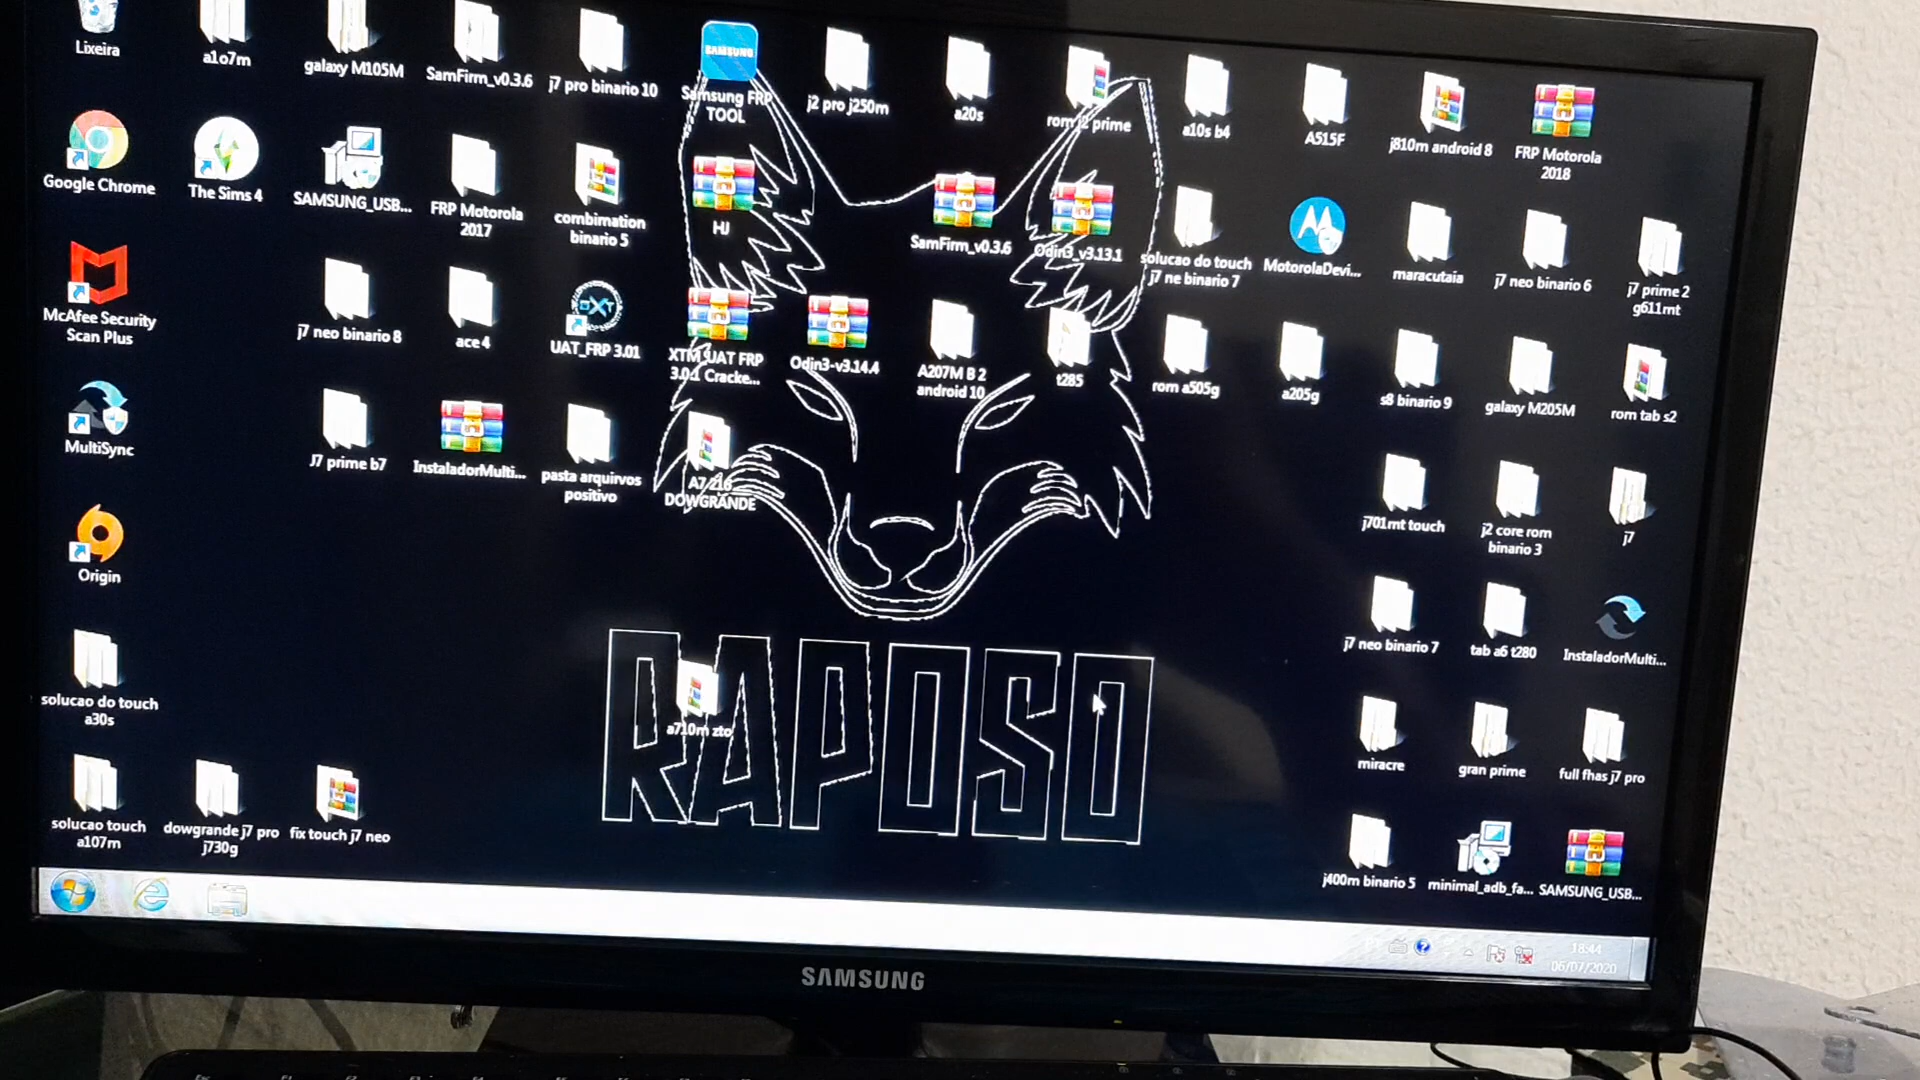 Lixeira
a1o7m
galaxy M105M
SamFirm_v0.3.6
j7 pro binario 10
SAMSUNG
Samsung FRP
TOOL
j2 pro j250m
a20s
rom j2 prime
a10s b4
A515F
j810m android 8
FRP Motorola
2018
Google Chrome
The Sims 4
SAMSUNG_USB...
FRP Motorola
2017
combimation
binario 5
HJ
SamFirm_v0.3.6
Odin3_v3.13.1
solucao do touch
j7 ne binario 7
MotorolaDevi...
maracutaia
j7 neo binario 6
j7 prime 2
g611mt
McAfee Security
Scan Plus
j7 neo binario 8
ace 4
UAT_FRP 3.01
XTM UAT FRP
3.0.1 Cracke...
Odin3-v3.14.4
A207M B 2
android 10
t285
rom a505g
a205g
s8 binario 9
galaxy M205M
rom tab s2
MultiSync
J7 prime b7
InstaladorMulti...
pasta arquirvos
positivo
A7 216
DOWGRANDE
j701mt touch
j2 core rom
binario 3
j7
Origin
j7 neo binario 7
tab a6 t280
InstaladorMulti...
solucao do touch
a30s
a710m zto
RAPOSO
miracre
gran prime
full fhas j7 pro
solucao touch
a107m
dowgrande j7 pro
j730g
fix touch j7 neo
j400m binario 5
minimal_adb_fa...
SAMSUNG_USB...
18:44
06/07/2020
SAMSUNG